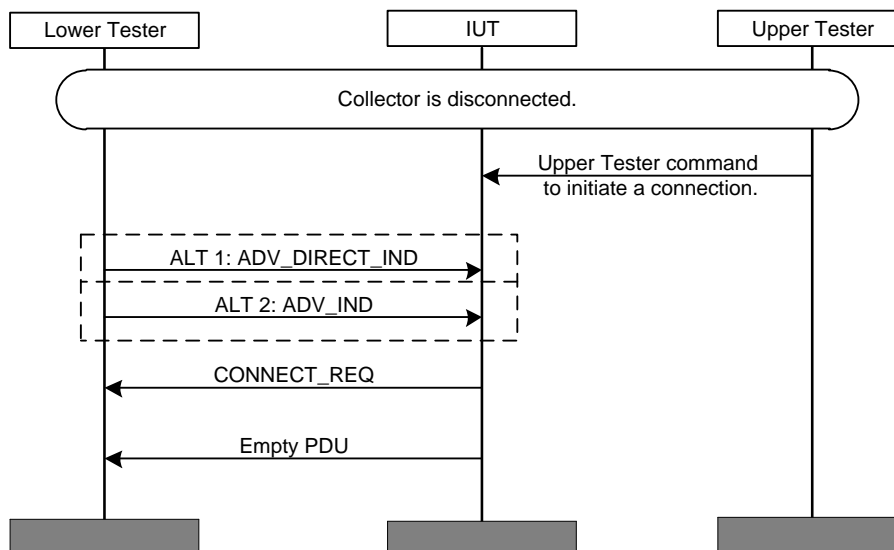 Lower Tester
IUT
Upper Tester
Collector is disconnected.
Upper Tester command
to initiate a connection.
ALT 1: ADV_DIRECT_IND
ALT 2: ADV_IND
CONNECT_REQ
Empty PDU